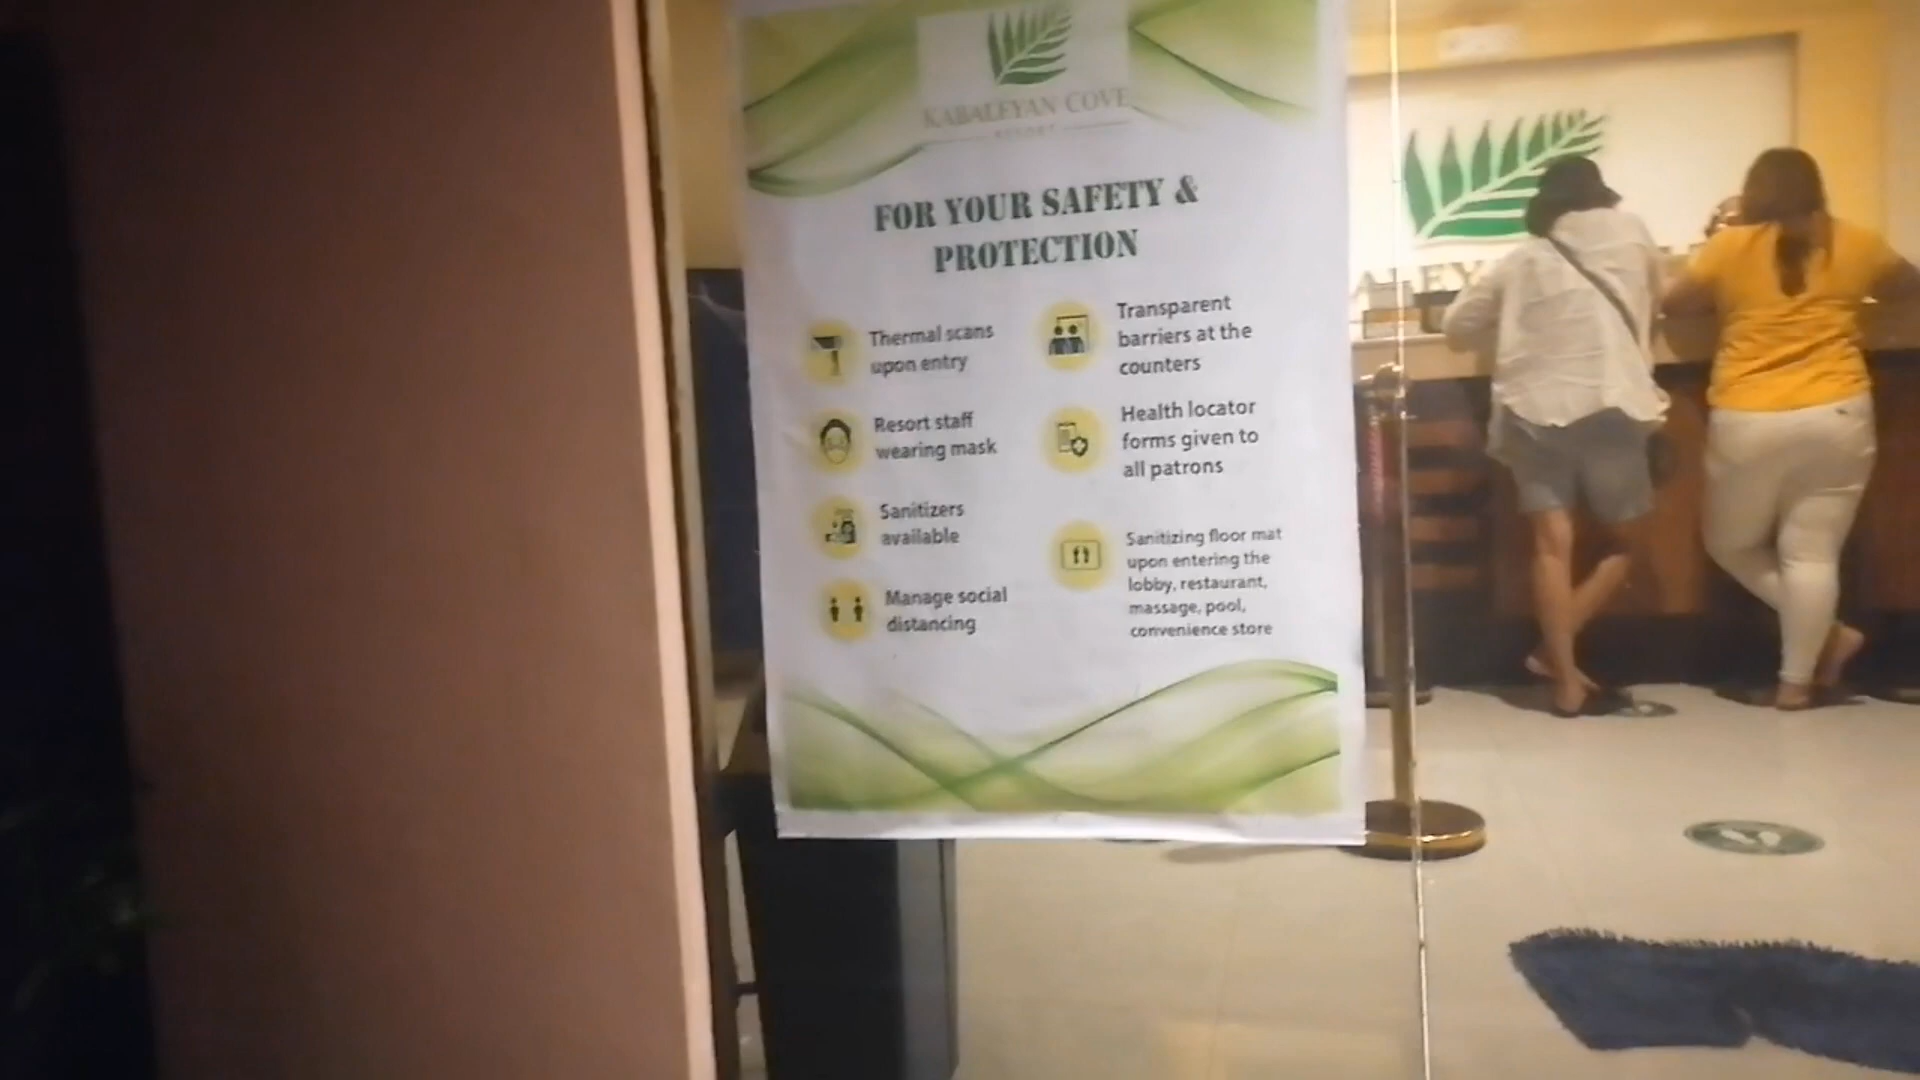 KABALEYAN COVE
RESORT
FOR YOUR SAFETY &
PROTECTION
Thermal scans
upon entry
Resort staff
wearing mask
Sanitizers
available
Manage social
distancing
Transparent
barriers at the
counters
Health locator
forms given to
all patrons
Sanitizing floor mat
upon entering the
lobby, restaurant,
massage, pool,
convenience store